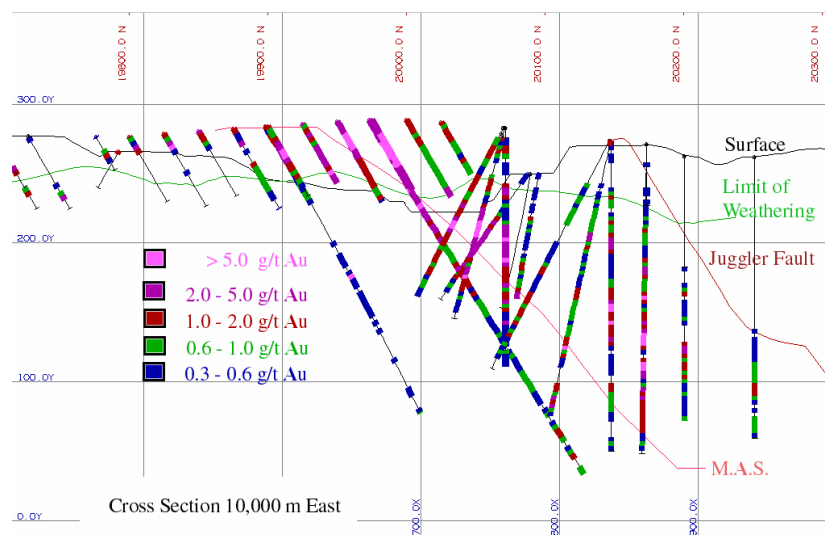 19800.0 N
19900.0 N
20000.0 N
20100.0 N
20200.0 N
20300.0 N
300.0Y
Surface
Limit of
Weathering
200.0Y
Juggler Fault
> 5.0 g/t Au
2.0 - 5.0 g/t Au
1.0 - 2.0 g/t Au
0.6 - 1.0 g/t Au
0.3 - 0.6 g/t Au
100.0Y
M.A.S.
Cross Section 10,000 m East
0.0Y
700.0X
800.0X
900.0X